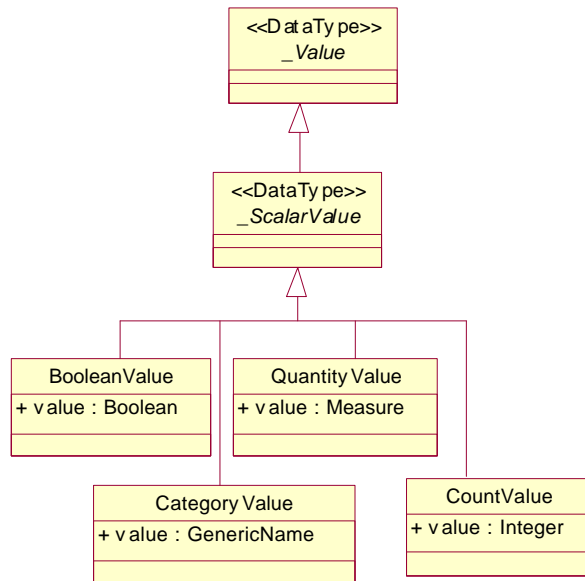 <<DataType>>
_Value
<<DataType>>
_ScalarValue
BooleanValue
+ value : Boolean
QuantityValue
+ value : Measure
CategoryValue
+ value : GenericName
CountValue
+ value : Integer